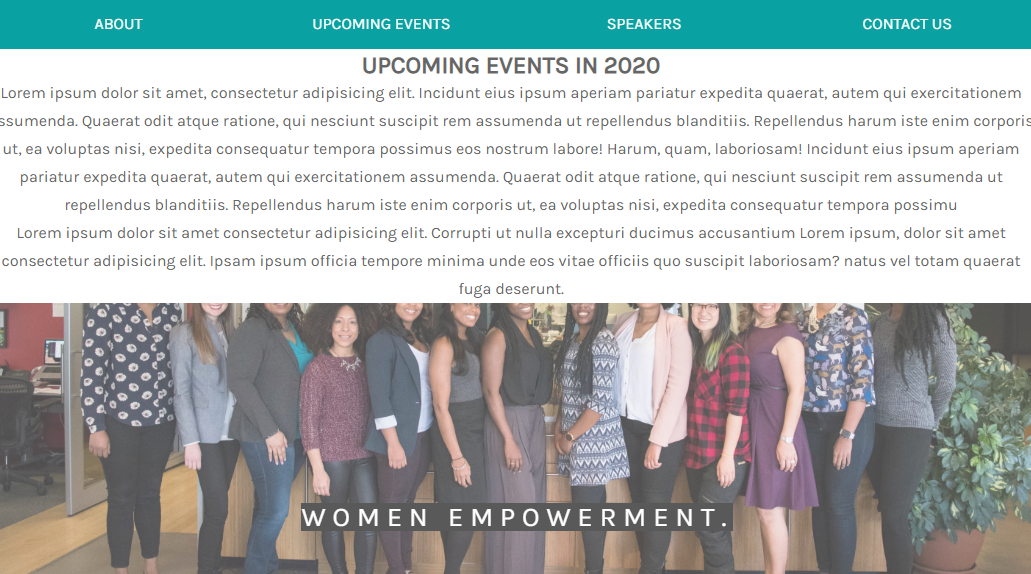 ABOUT UPCOMING EVENTS SPEAKERS CONTACT US
UPCOMING EVENTS IN 2020
Lorem ipsum dolor sit amet, consectetur adipisicing elit. Incidunt eius ipsum aperiam pariatur expedita quaerat, autem qui exercitationem
ssumenda. Quaerat odit atque ratione, qui nesciunt suscipit rem assumenda ut repellendus blanditiis. Repellendus harum iste enim corporis
ut, ea voluptas nisi, expedita consequatur tempora possimus eos nostrum labore! Harum, quam, laboriosam! Incidunt eius ipsum aperiam
pariatur expedita quaerat, autem qui exercitationem assumenda. Quaerat odit atque ratione, qui nesciunt suscipit rem assumenda ut
repellendus blanditiis. Repellendus harum iste enim corporis ut, ea voluptas nisi, expedita consequatur tempora possimu
Lorem ipsum dolor sit amet consectetur adipisicing elit. Corrupti ut nulla excepturi ducimus accusantium Lorem ipsum, dolor sit amet
consectetur adipisicing elit. Ipsam ipsum officia tempore minima unde eos vitae officiis quo suscipit laboriosam? natus vel totam quaerat
fuga deserunt.
WOMEN EMPOWERMENT.